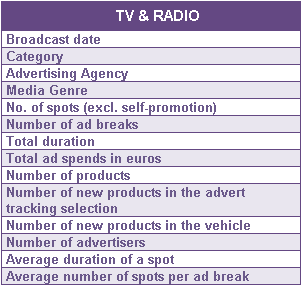 TV & RADIO
Broadcast date
Category
Advertising Agency
Media Genre
No. of spots (excl. self-promotion)
Number of ad breaks
Total duration
Total ad spends in euros
Number of products
Number of new products in the advert
tracking selection
Number of new products in the vehicle
Number of advertisers
Average duration of a spot
Average number of spots per ad break